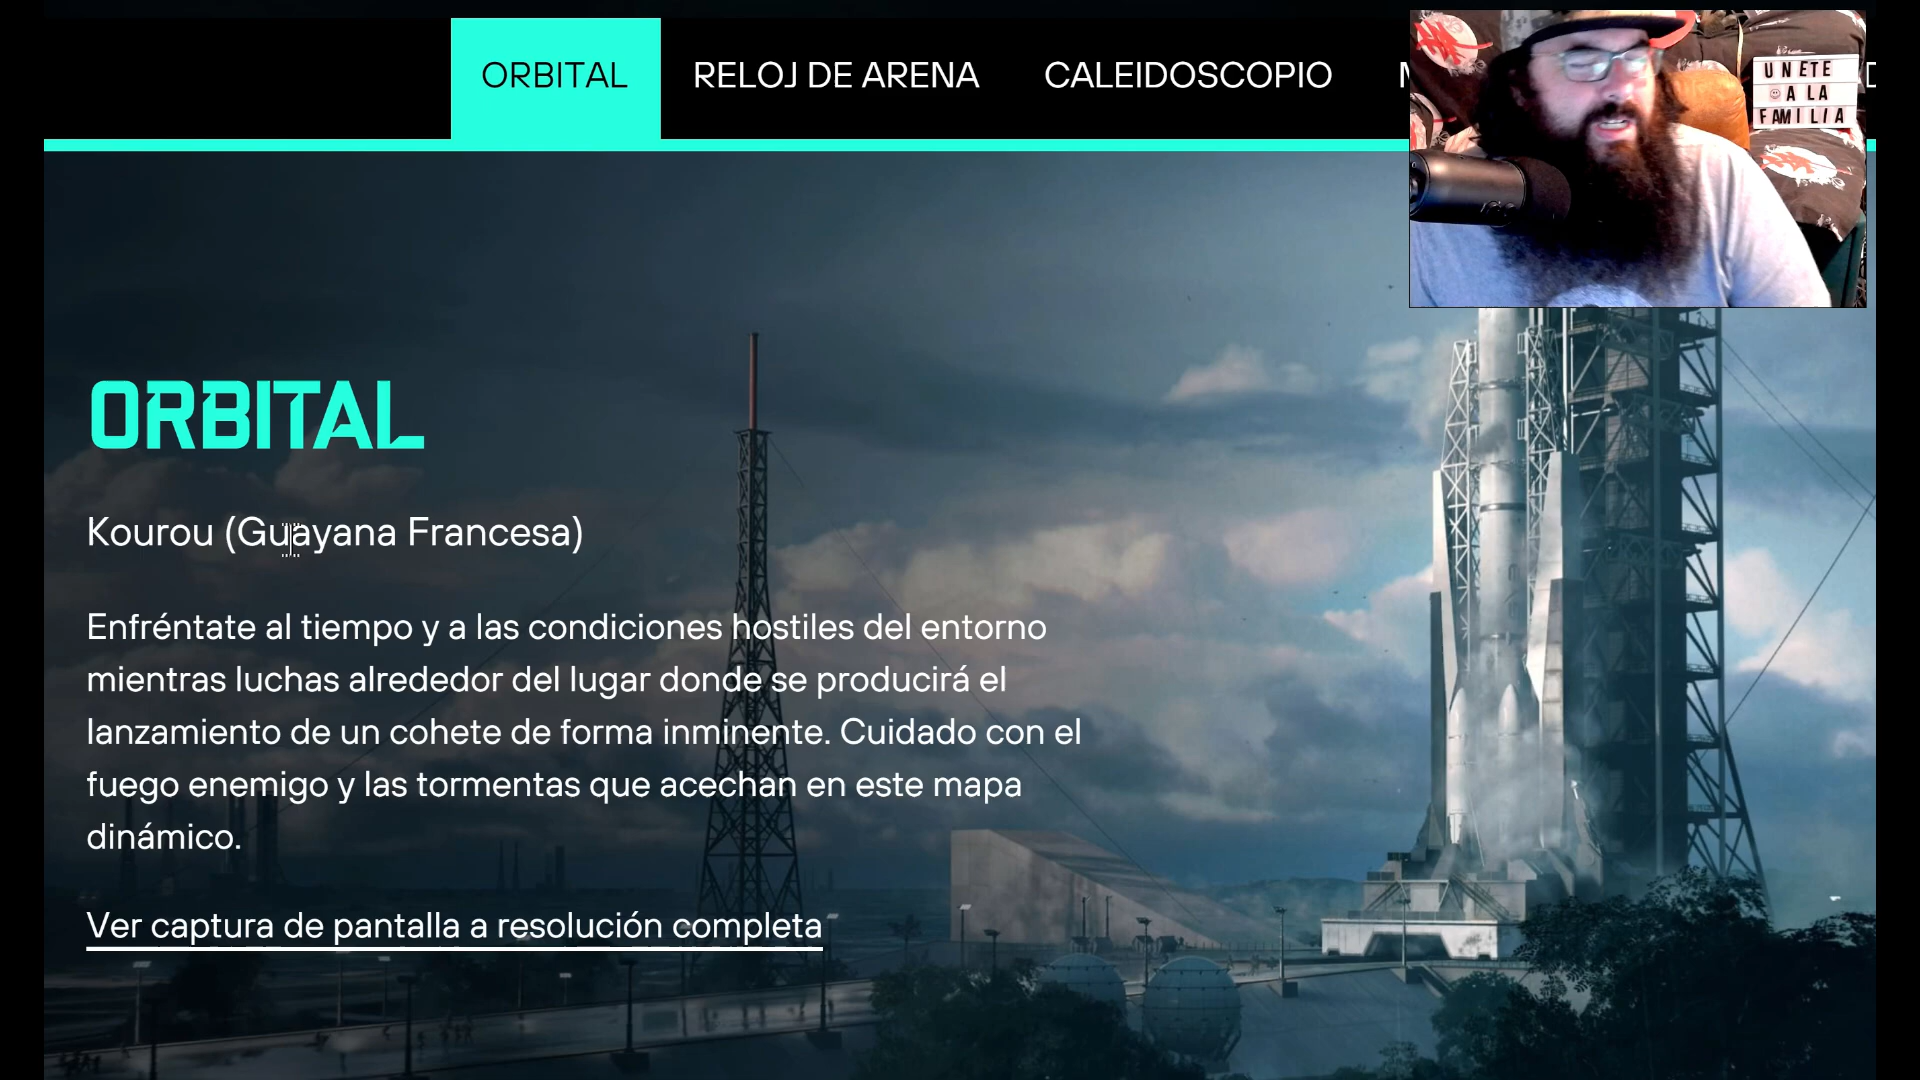 ORBITAL
RELOJ DE ARENA
CALEIDOSCOPIO
UNETE
A LA
FAMILIA
ORBITAL
Kourou (Guayana Francesa)
Enfréntate al tiempo y a las condiciones hostiles del entorno
mientras luchas alrededor del lugar donde se producirá el
lanzamiento de un cohete de forma inminente. Cuidado con el
fuego enemigo y las tormentas que acechan en este mapa
dinámico.
Ver captura de pantalla a resolución completa